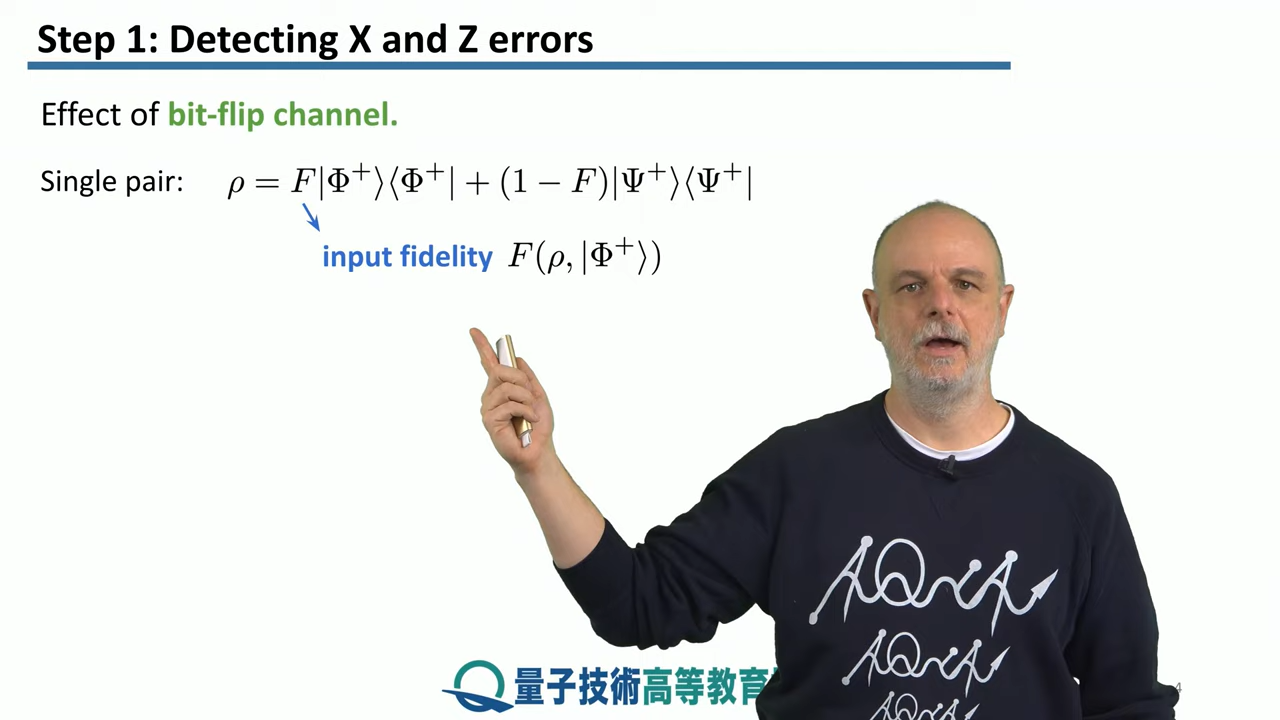 Step 1: Detecting X and Z errors
Effect of bit-flip channel.
Single pair: ρ = F|Φ⁺⟩⟨Φ⁺| + (1 − F)|Ψ⁺⟩⟨Ψ⁺|
input fidelity F(ρ, |Φ⁺⟩)
量子技術高等教育
4